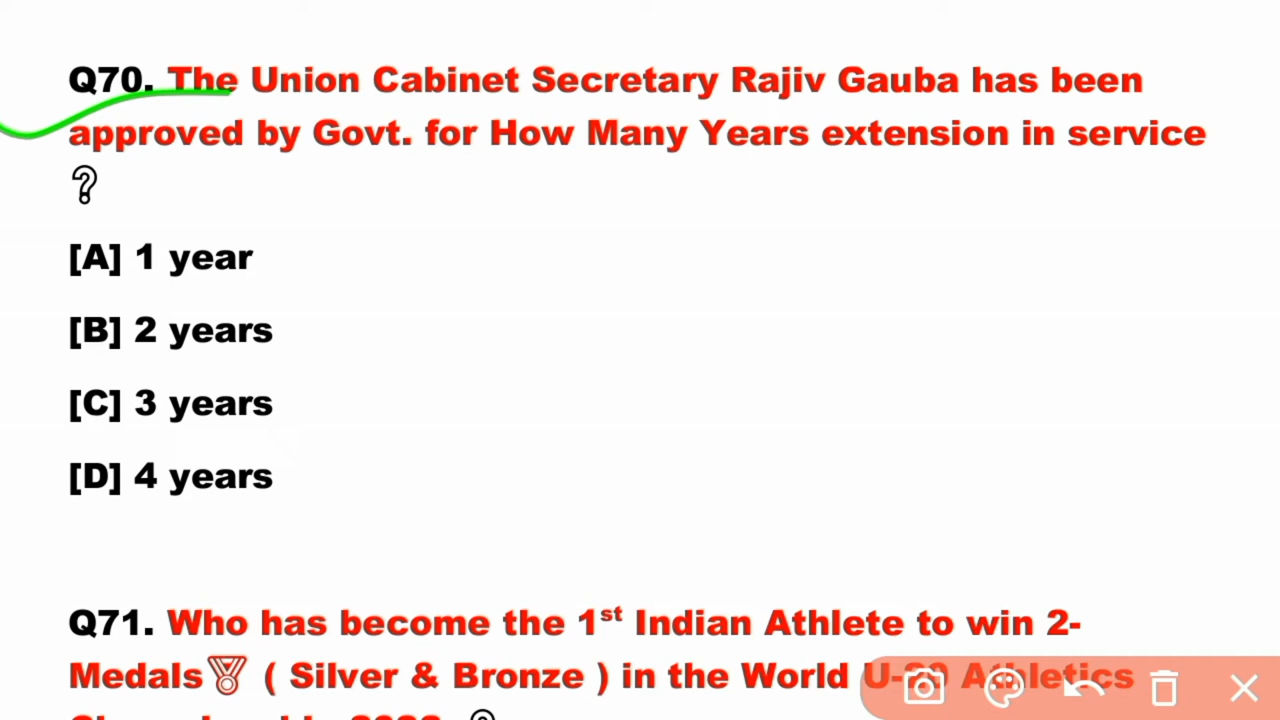 Q70. The Union Cabinet Secretary Rajiv Gauba has been
approved by Govt. for How Many Years extension in service
?
[A] 1 year
[B] 2 years
[C] 3 years
[D] 4 years
Q71. Who has become the 1st Indian Athlete to win 2-
Medals ( Silver & Bronze ) in the World U-20 Athletics